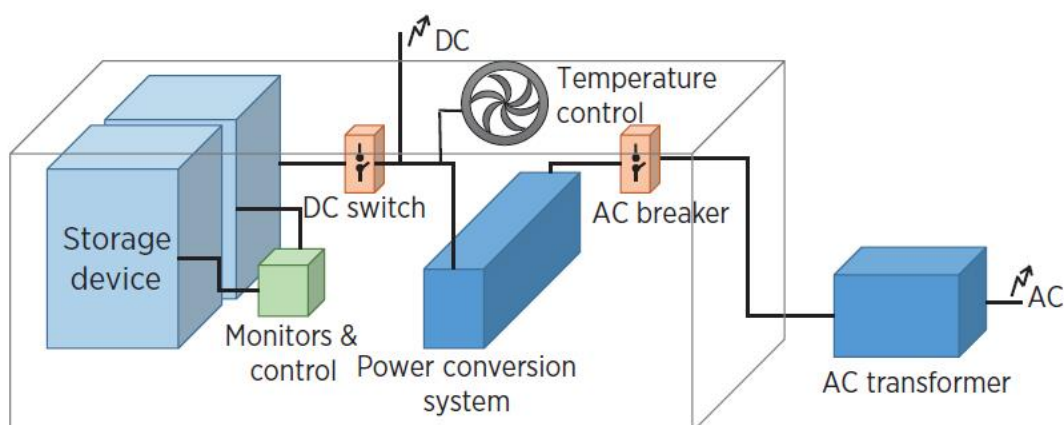 DC
Temperature
control
DC switch
AC breaker
Storage
device
Monitors &
control
Power conversion
system
AC
AC transformer